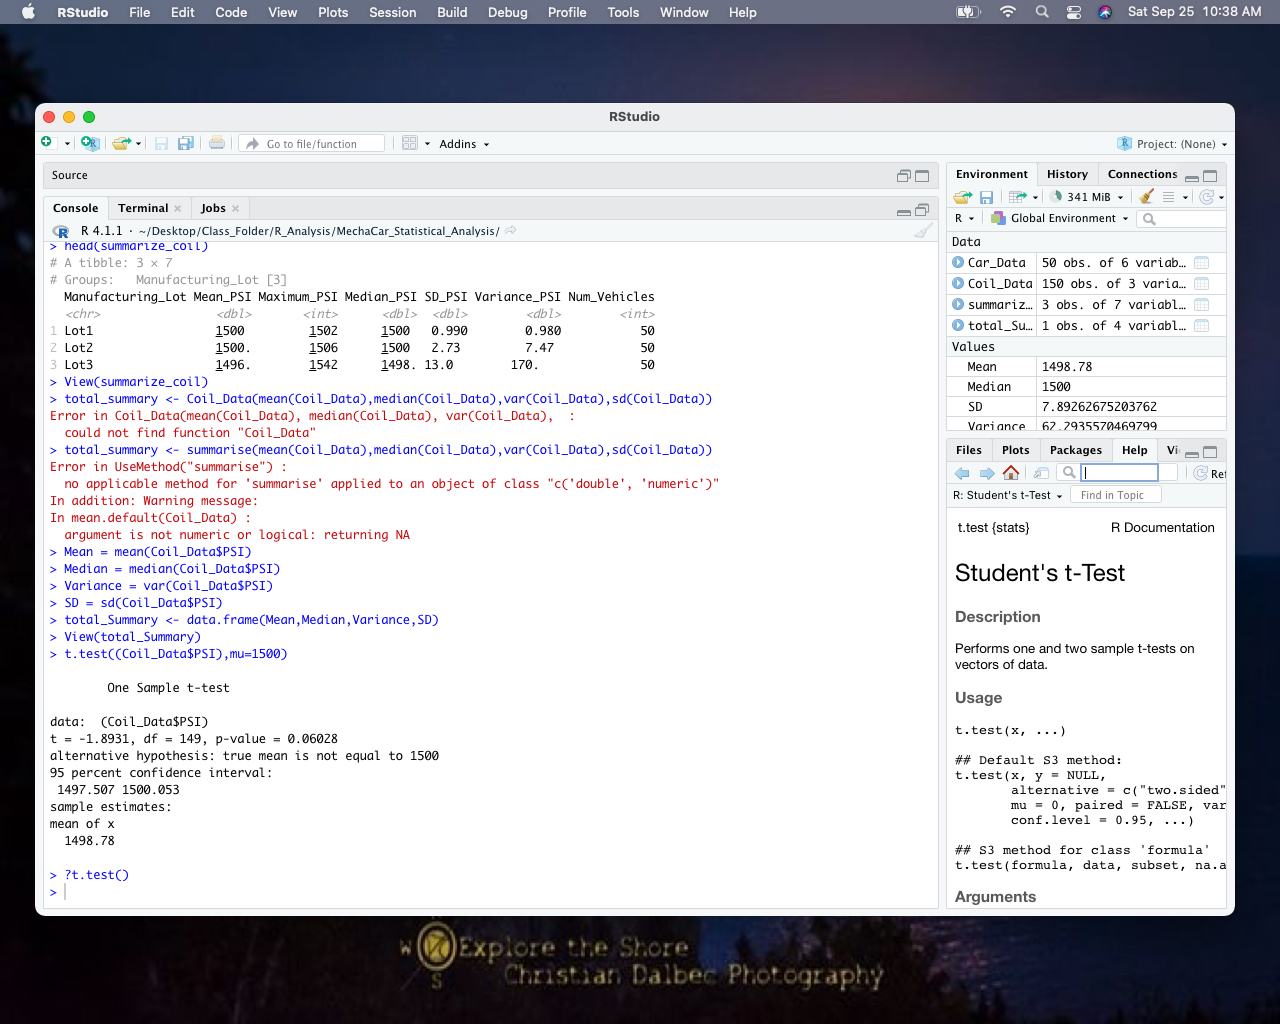 RStudio File Edit Code View Plots Session Build Debug Profile Tools Window Help Sat Sep 25 10:38 AM
RStudio
Go to file/function Addins Project: (None)
Source
Console Terminal Jobs
R 4.1.1 · ~/Desktop/Class_Folder/R_Analysis/MechaCar_Statistical_Analysis/
> head(summarize_coil)
# A tibble: 3 × 7
# Groups:   Manufacturing_Lot [3]
  Manufacturing_Lot Mean_PSI Maximum_PSI Median_PSI SD_PSI Variance_PSI Num_Vehicles
  <chr>                <dbl>       <int>      <dbl>  <dbl>        <dbl>        <int>
1 Lot1                 1500         1502      1500   0.990        0.980           50
2 Lot2                 1500.        1506      1500   2.73         7.47            50
3 Lot3                 1496.        1542      1498. 13.0        170.              50
> View(summarize_coil)
> total_summary <- Coil_Data(mean(Coil_Data),median(Coil_Data),var(Coil_Data),sd(Coil_Data))
Error in Coil_Data(mean(Coil_Data), median(Coil_Data), var(Coil_Data),  :
  could not find function "Coil_Data"
> total_summary <- summarise(mean(Coil_Data),median(Coil_Data),var(Coil_Data),sd(Coil_Data))
Error in UseMethod("summarise") :
  no applicable method for 'summarise' applied to an object of class "c('double', 'numeric')"
In addition: Warning message:
In mean.default(Coil_Data) :
  argument is not numeric or logical: returning NA
> Mean = mean(Coil_Data$PSI)
> Median = median(Coil_Data$PSI)
> Variance = var(Coil_Data$PSI)
> SD = sd(Coil_Data$PSI)
> total_Summary <- data.frame(Mean,Median,Variance,SD)
> View(total_Summary)
> t.test((Coil_Data$PSI),mu=1500)
One Sample t-test
data:  (Coil_Data$PSI)
t = -1.8931, df = 149, p-value = 0.06028
alternative hypothesis: true mean is not equal to 1500
95 percent confidence interval:
 1497.507 1500.053
sample estimates:
mean of x
  1498.78
> ?t.test()
>
Environment History Connections
341 MiB
R Global Environment
Data
Car_Data 50 obs. of 6 variab…
Coil_Data 150 obs. of 3 varia…
summariz… 3 obs. of 7 variabl…
total_Su… 1 obs. of 4 variabl…
Values
Mean 1498.78
Median 1500
SD 7.89262675203762
Variance 62.2935570469799
Files Plots Packages Help Vi
Ref
R: Student's t-Test Find in Topic
t.test {stats} R Documentation
Student's t-Test
Description
Performs one and two sample t-tests on
vectors of data.
Usage
t.test(x, ...)
## Default S3 method:
t.test(x, y = NULL,
       alternative = c("two.sided"
       mu = 0, paired = FALSE, var
       conf.level = 0.95, ...)
## S3 method for class 'formula'
t.test(formula, data, subset, na.a
Arguments
W S Explore the Shore
Christian Dalbec Photography